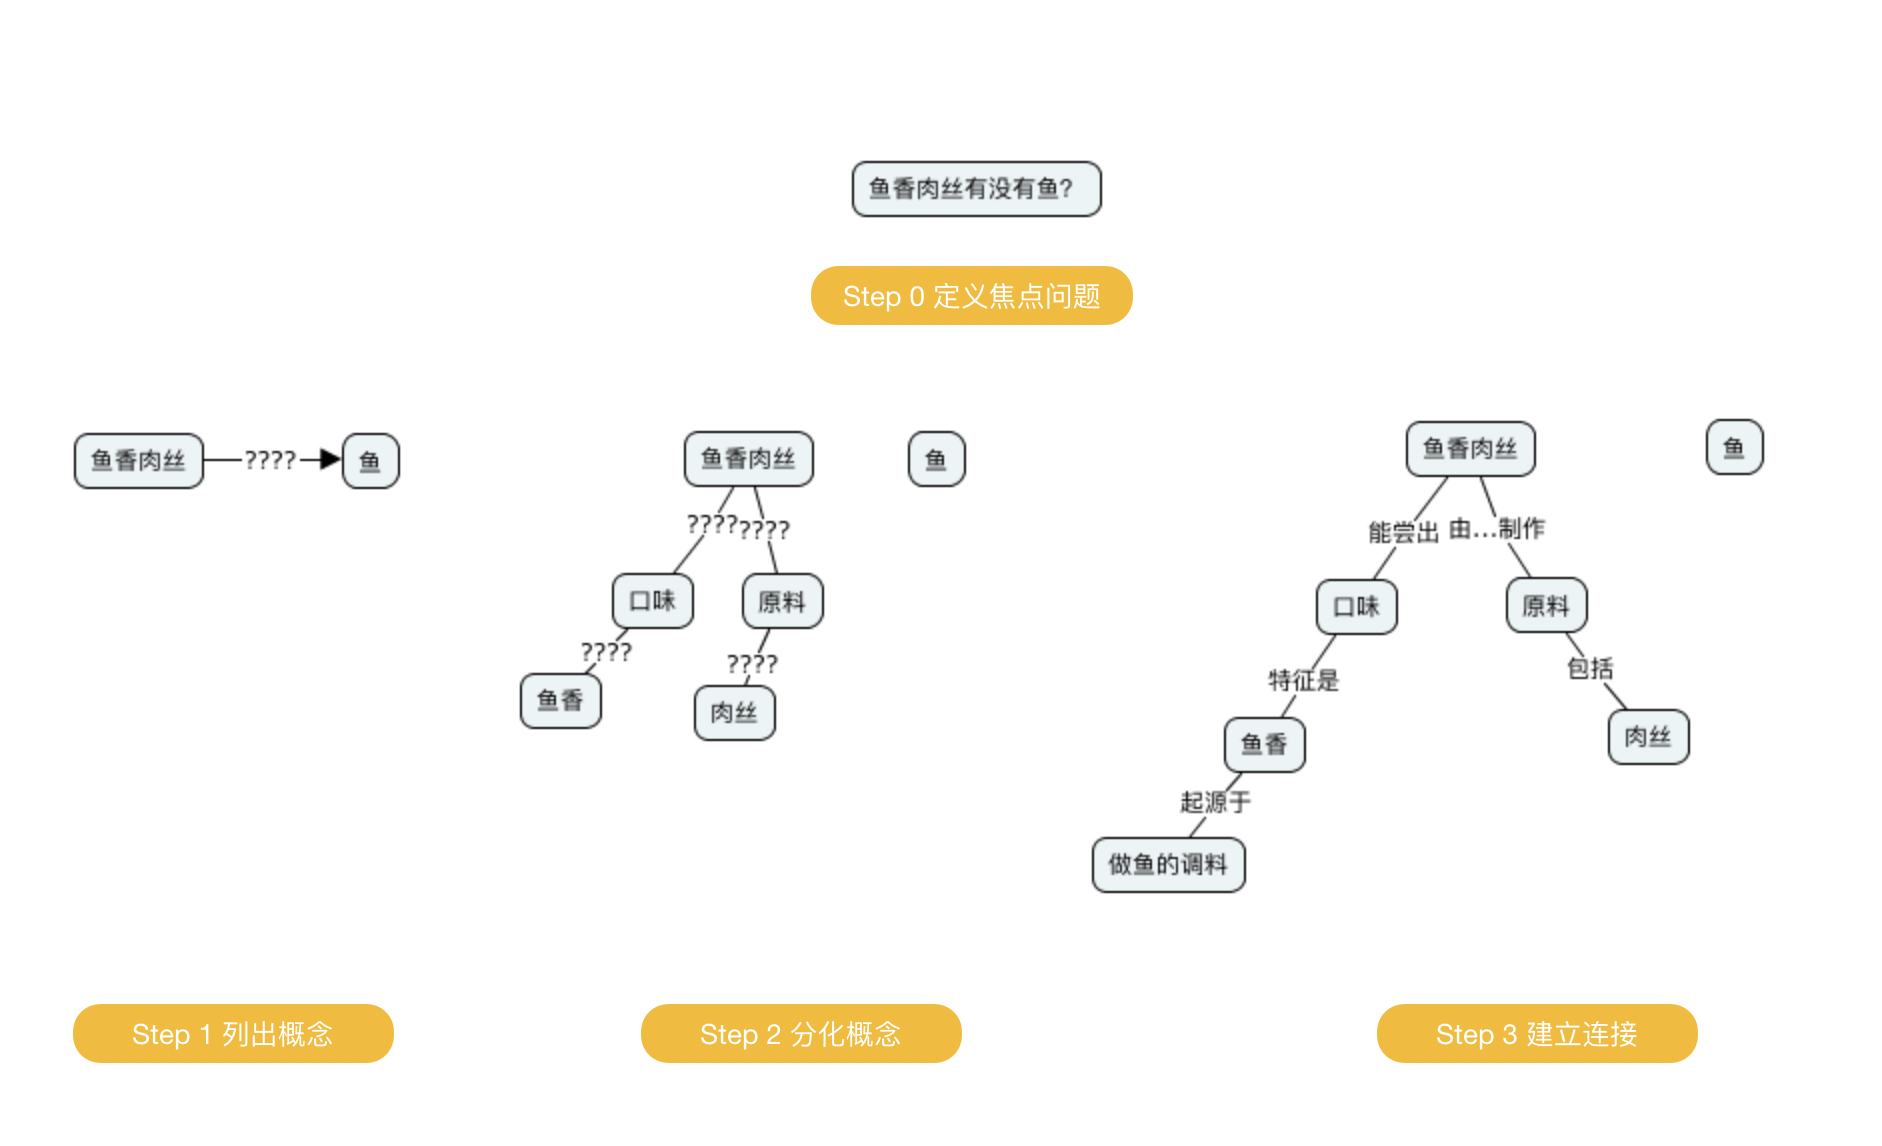 鱼香肉丝有没有鱼?
Step 0 定义焦点问题
鱼香肉丝
????
鱼
Step 1 列出概念
鱼香肉丝
鱼
????
????
口味
原料
????
????
鱼香
肉丝
Step 2 分化概念
鱼香肉丝
鱼
能尝出
由...制作
口味
原料
特征是
包括
鱼香
肉丝
起源于
做鱼的调料
Step 3 建立连接